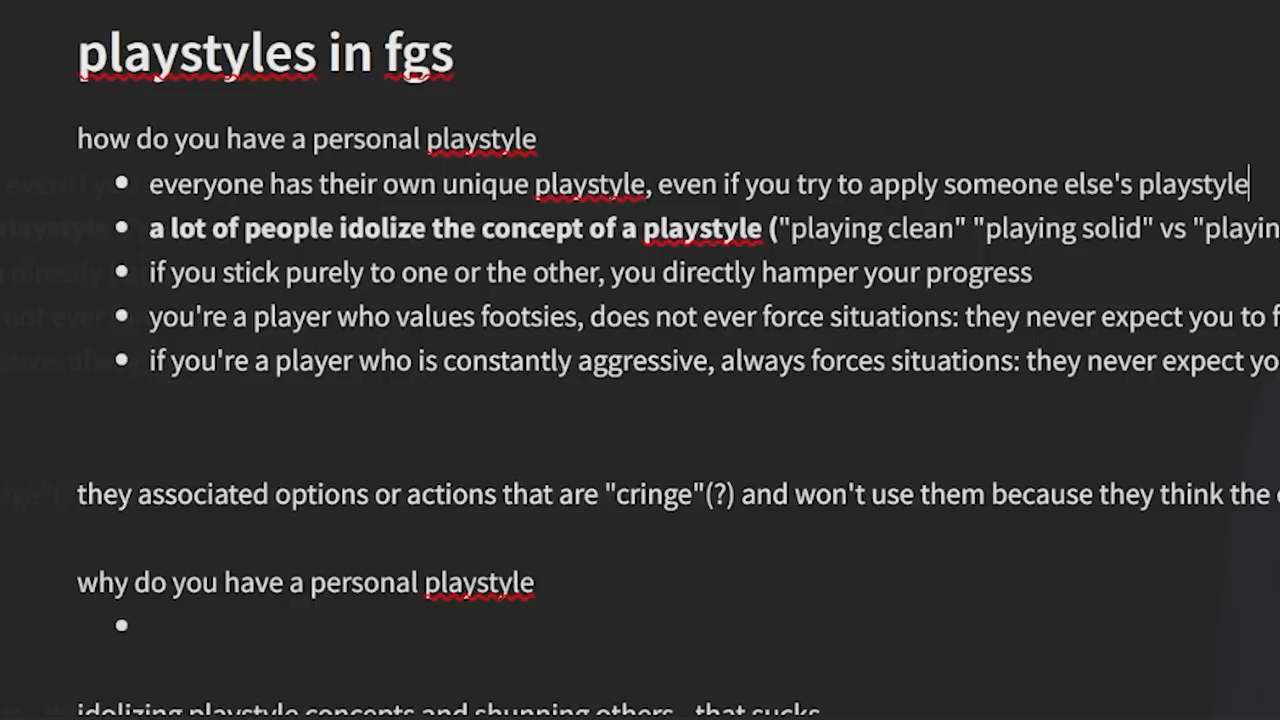 playstyles in fgs
how do you have a personal playstyle
everyone has their own unique playstyle, even if you try to apply someone else's playstyle
a lot of people idolize the concept of a playstyle ("playing clean" "playing solid" vs "playin
if you stick purely to one or the other, you directly hamper your progress
you're a player who values footsies, does not ever force situations: they never expect you to f
if you're a player who is constantly aggressive, always forces situations: they never expect yo
they associated options or actions that are "cringe"(?) and won't use them because they think the
why do you have a personal playstyle
idolizing playstyle concepts and shunning others.. that sucks